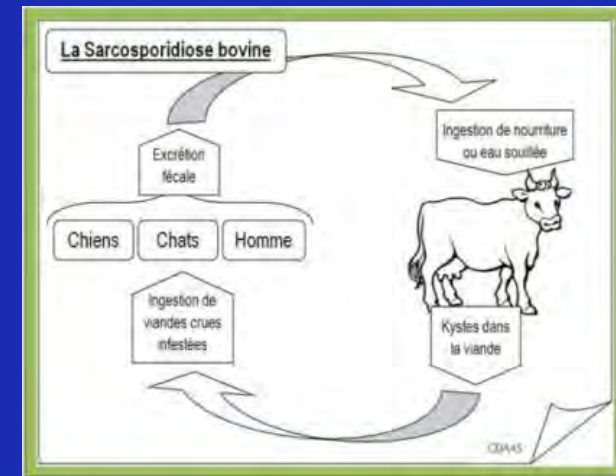 La Sarcosporidiose bovine
Ingestion de nourriture
ou eau souillée
Excrétion
fécale
Chiens
Chats
Homme
Ingestion de
viandes crues
infestées
Kystes dans
la viande